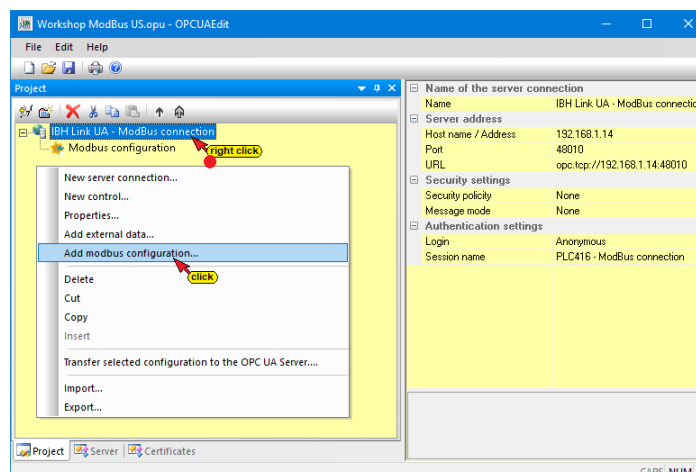 Workshop ModBus US.opu - OPCUAEdit
File Edit Help
Project
IBH Link UA - ModBus connection
Modbus configuration
right click
New server connection...
New control...
Properties...
Add external data...
Add modbus configuration...
click
Delete
Cut
Copy
Insert
Transfer selected configuration to the OPC UA Server....
Import...
Export...
Project Server Certificates
Name of the server connection
Name IBH Link UA - ModBus connectio
Server address
Host name / Address 192.168.1.14
Port 48010
URL opc.tcp://192.168.1.14:48010
Security settings
Security policity None
Message mode None
Authentication settings
Login Anonymous
Session name PLC416 - ModBus connection
CAPS NUM